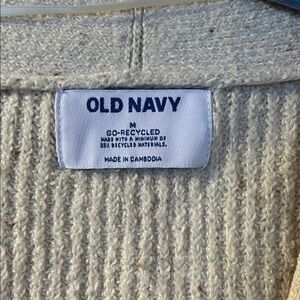 OLD NAVY
M
GO-RECYCLED
MADE WITH A MINIMUM OF
35% RECYCLED MATERIALS.
MADE IN CAMBODIA